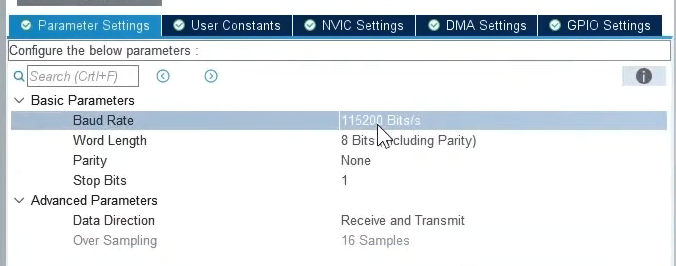 Parameter Settings User Constants NVIC Settings DMA Settings GPIO Settings
Configure the below parameters :
Search (Crtl+F)
Basic Parameters
Baud Rate 115200 Bits/s
Word Length 8 Bits (including Parity)
Parity None
Stop Bits 1
Advanced Parameters
Data Direction Receive and Transmit
Over Sampling 16 Samples